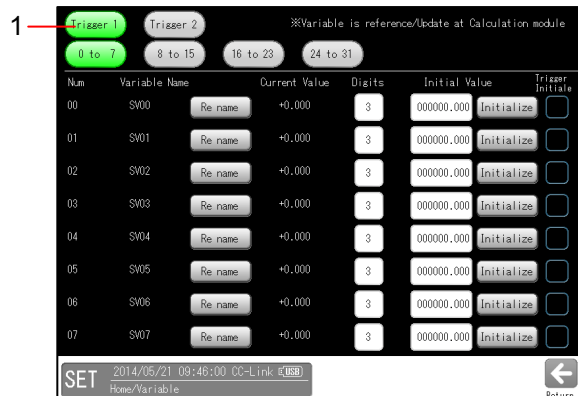 1
Trigger 1 Trigger 2 ※Variable is reference/Update at Calculation module
0 to 7 8 to 15 16 to 23 24 to 31
Num Variable Name Current Value Digits Initial Value Trigger Initiale
00 SV00 Re name +0.000 3 000000.000 Initialize
01 SV01 Re name +0.000 3 000000.000 Initialize
02 SV02 Re name +0.000 3 000000.000 Initialize
03 SV03 Re name +0.000 3 000000.000 Initialize
04 SV04 Re name +0.000 3 000000.000 Initialize
05 SV05 Re name +0.000 3 000000.000 Initialize
06 SV06 Re name +0.000 3 000000.000 Initialize
07 SV07 Re name +0.000 3 000000.000 Initialize
SET 2014/05/21 09:46:00 CC-Link USB
Home/Variable
Return